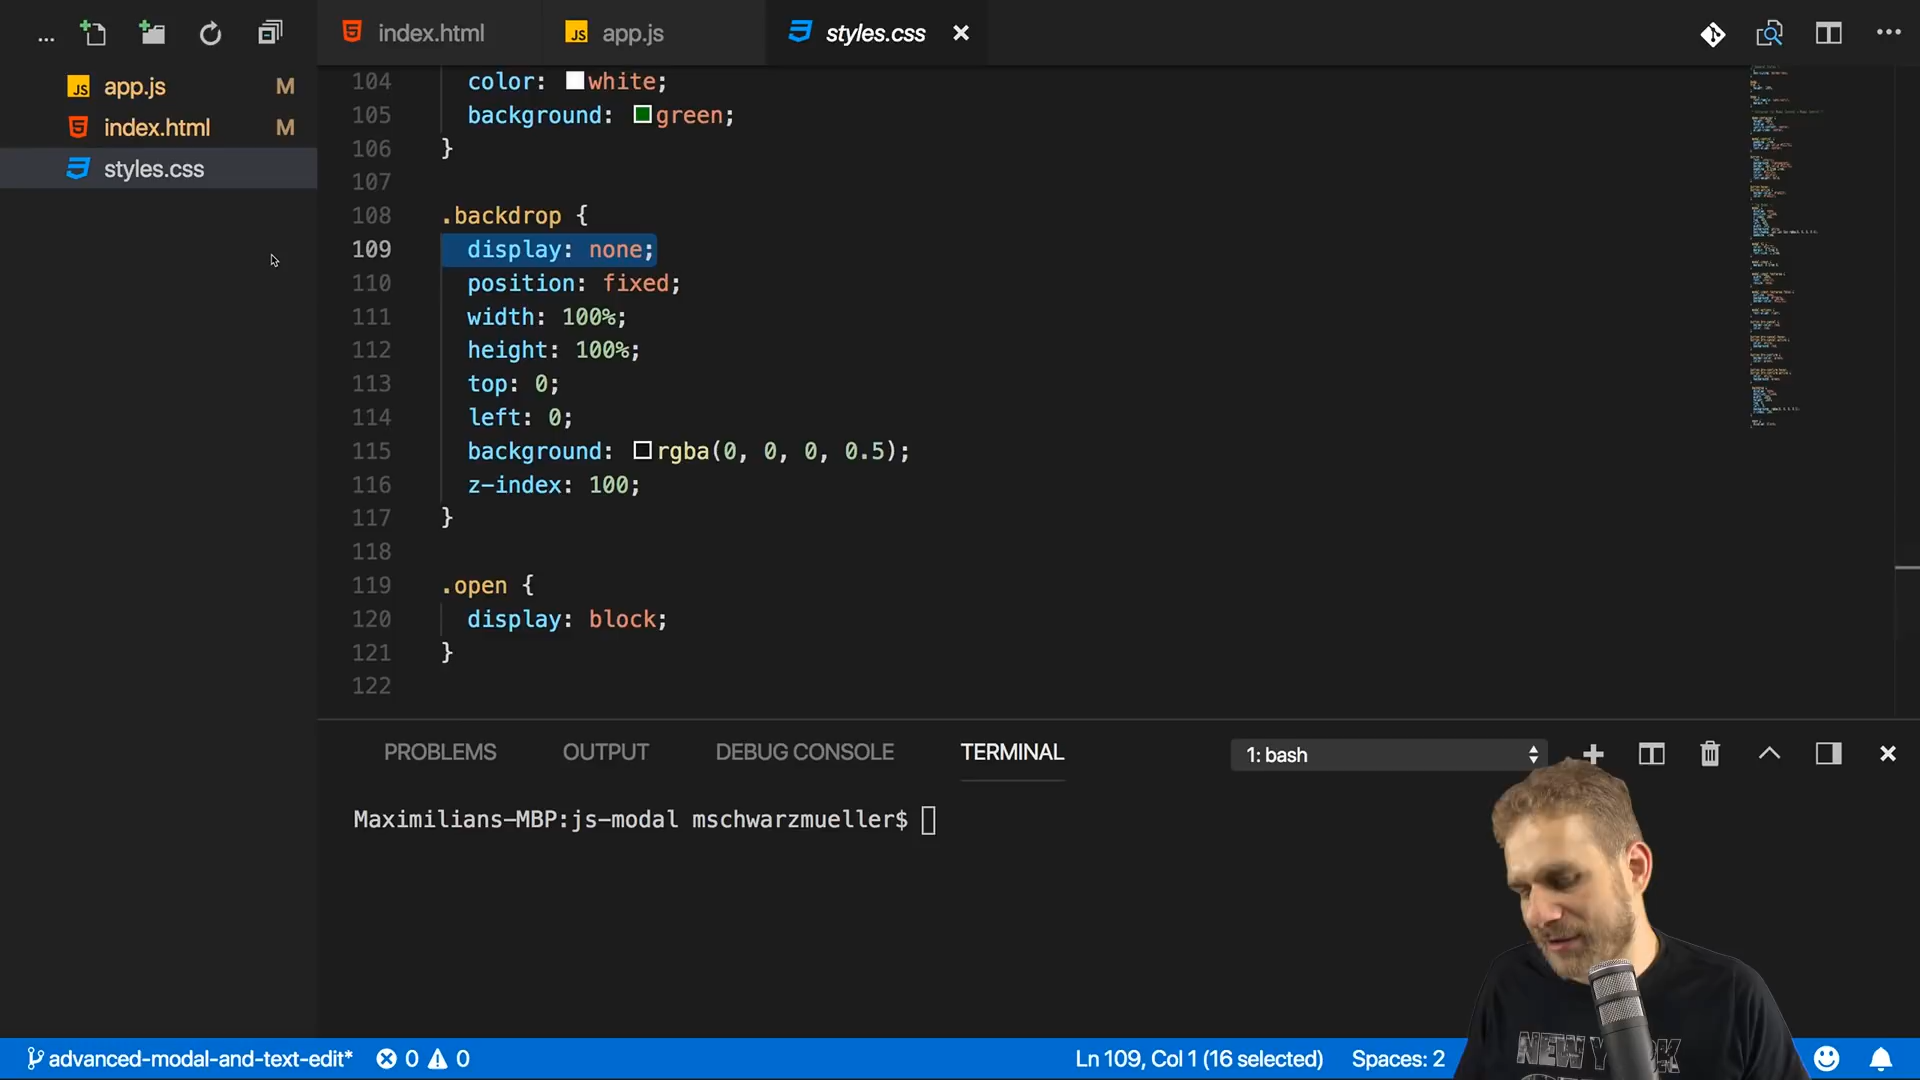 ... index.html app.js styles.css
app.js M
index.html M
styles.css
104 color: white;
105 background: green;
106 }
107
108 .backdrop {
109 display: none;
110 position: fixed;
111 width: 100%;
112 height: 100%;
113 top: 0;
114 left: 0;
115 background: rgba(0, 0, 0, 0.5);
116 z-index: 100;
117 }
118
119 .open {
120 display: block;
121 }
122
PROBLEMS OUTPUT DEBUG CONSOLE TERMINAL 1: bash
Maximilians-MBP:js-modal mschwarzmueller$
NEW
advanced-modal-and-text-edit* 0 0 Ln 109, Col 1 (16 selected) Spaces: 2